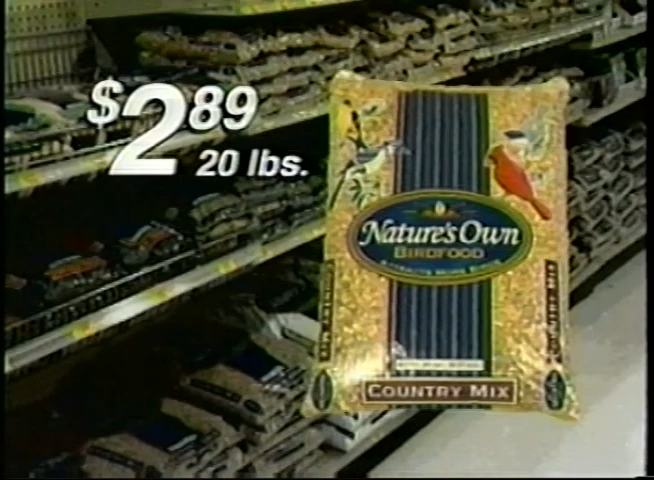 $2.89
20 lbs.
Nature's Own
BIRDFOOD
COUNTRY MIX